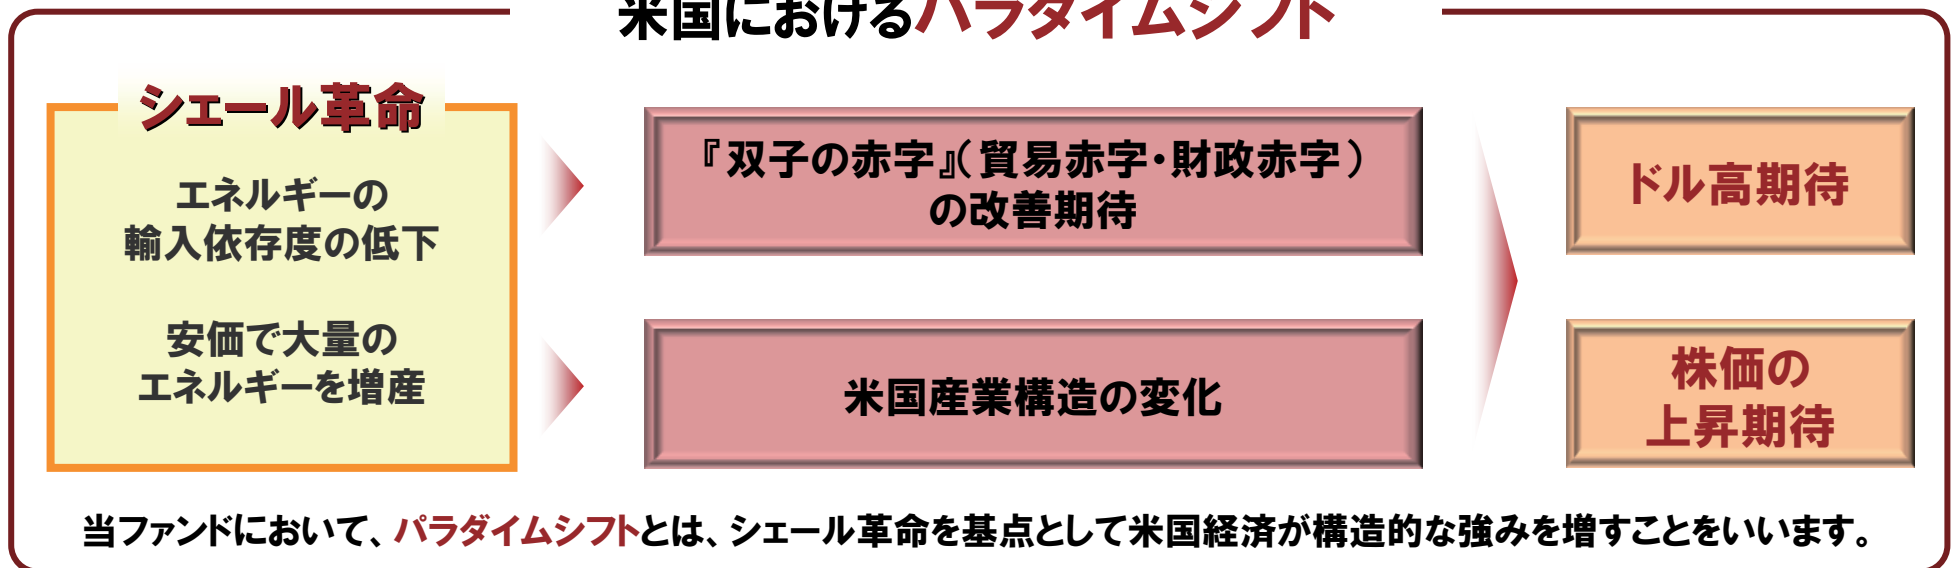 米国におけるパラダイムシフト
シェール革命
エネルギーの
輸入依存度の低下
安価で大量の
エネルギーを増産
『双子の赤字』(貿易赤字・財政赤字)
の改善期待
米国産業構造の変化
ドル高期待
株価の
上昇期待
当ファンドにおいて、パラダイムシフトとは、シェール革命を基点として米国経済が構造的な強みを増すことをいいます。